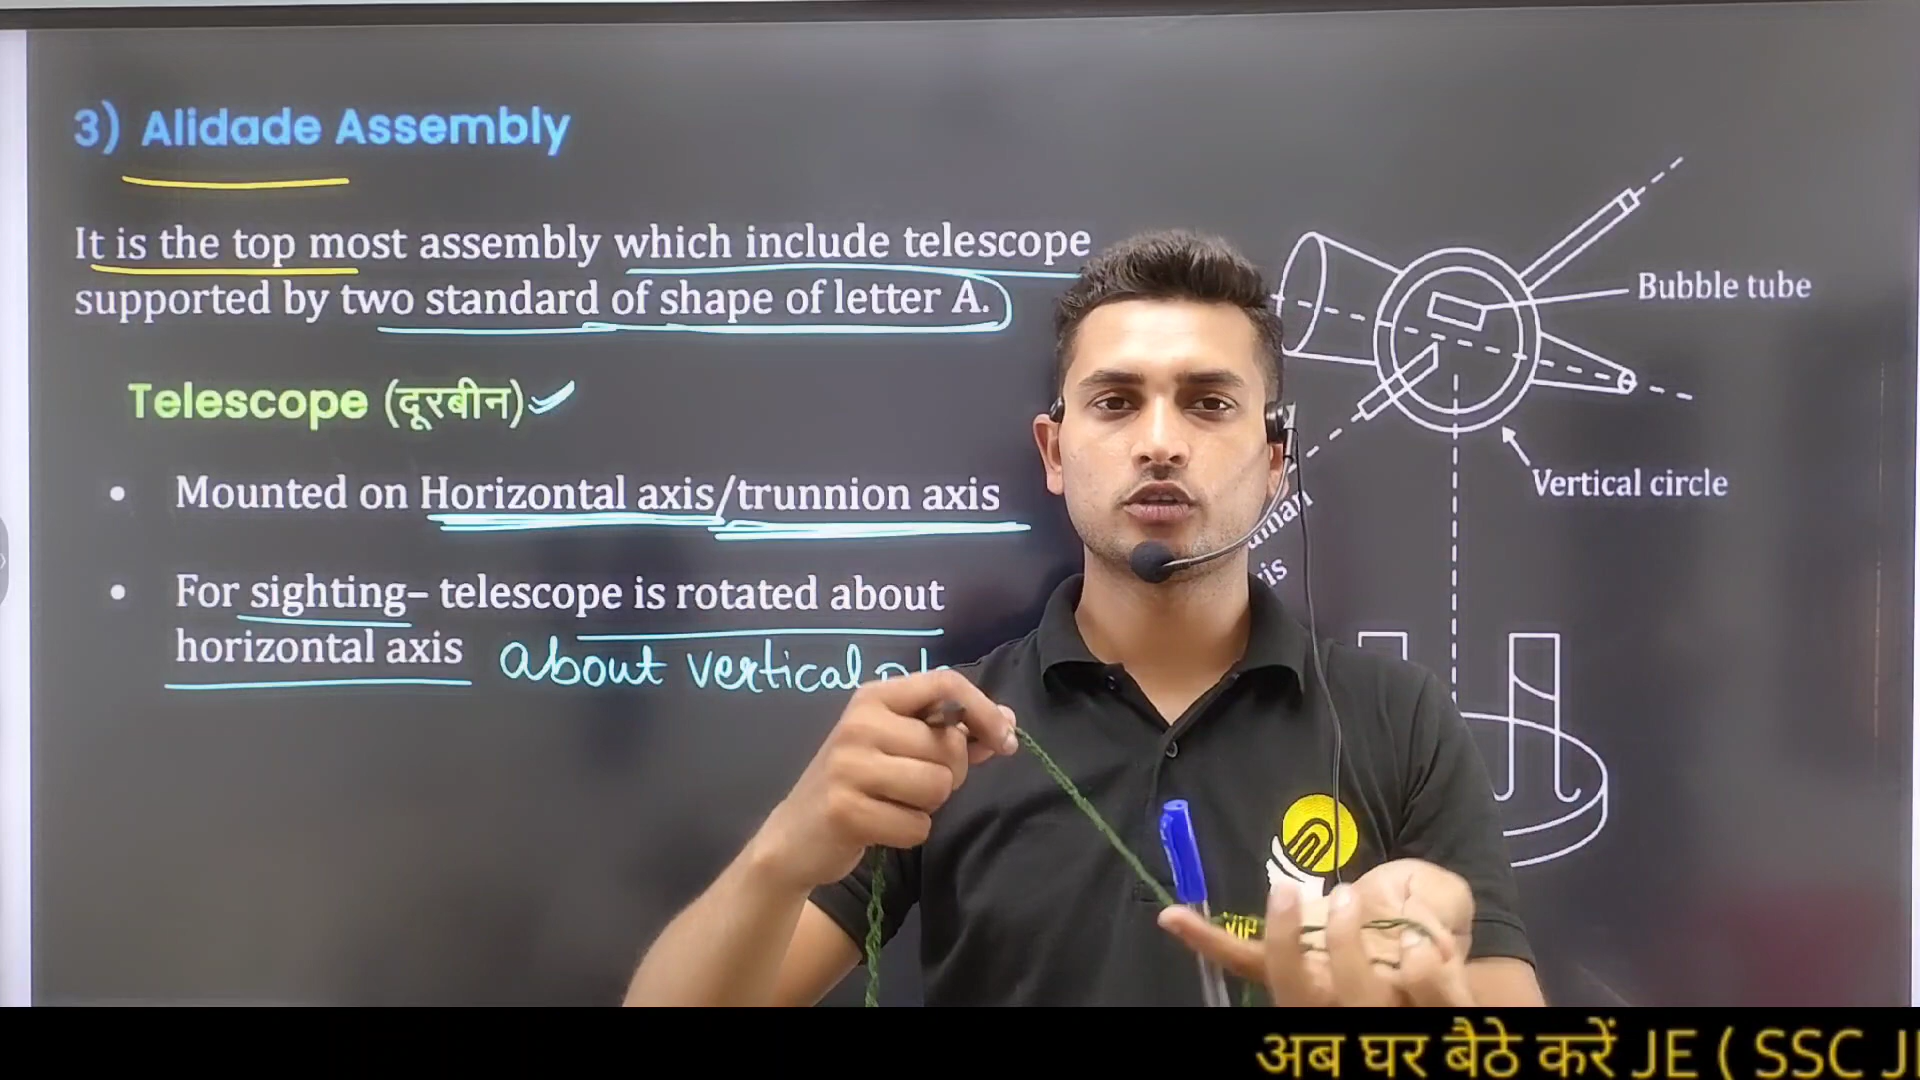 3) Alidade Assembly
It is the top most assembly which include telescope
supported by two standard of shape of letter A.
Telescope (दूरबीन)
• Mounted on Horizontal axis/trunnion axis
• For sighting– telescope is rotated about
horizontal axis about vertical
Bubble tube
Vertical circle
अब घर बैठे करें JE ( SSC